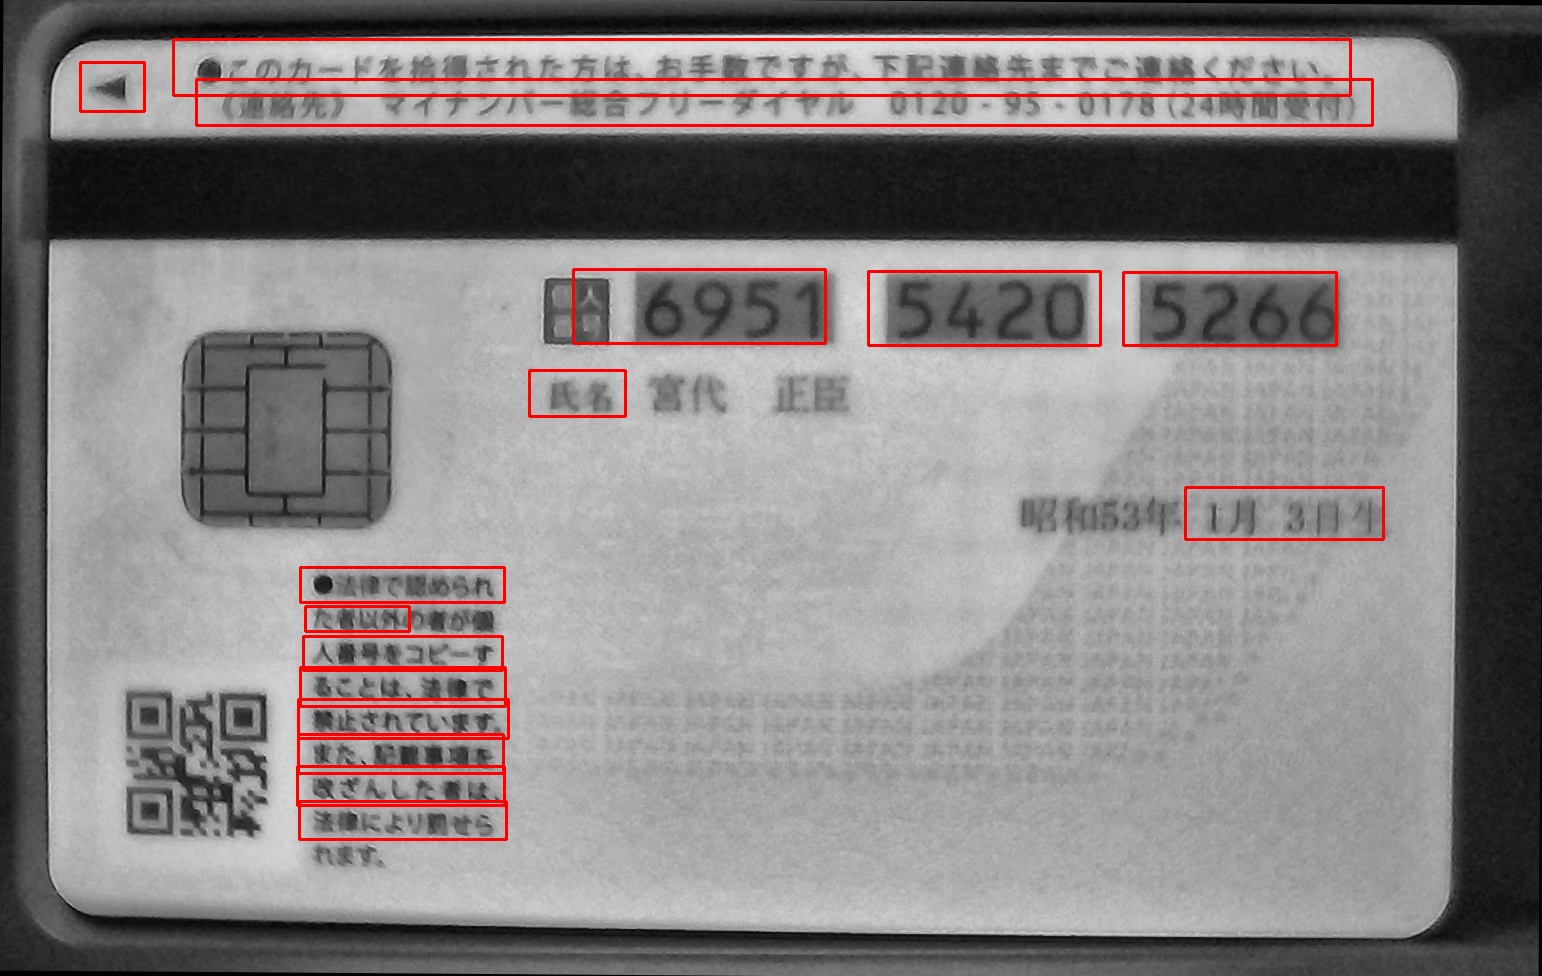 ◀
●このカードを拾得された方は、お手数ですが、下記連絡先までご連絡ください。
《連絡先》 マイナンバー総合フリーダイヤル 0120-95-0178(24時間受付)
個人番号 6951 5420 5266
氏名 宮代 正臣
昭和53年 1月 3日生
●法律で認められ
た者以外の者が個
人番号をコピーす
ることは、法律で
禁止されています。
また、記載事項を
改ざんした者は、
法律により罰せら
れます。